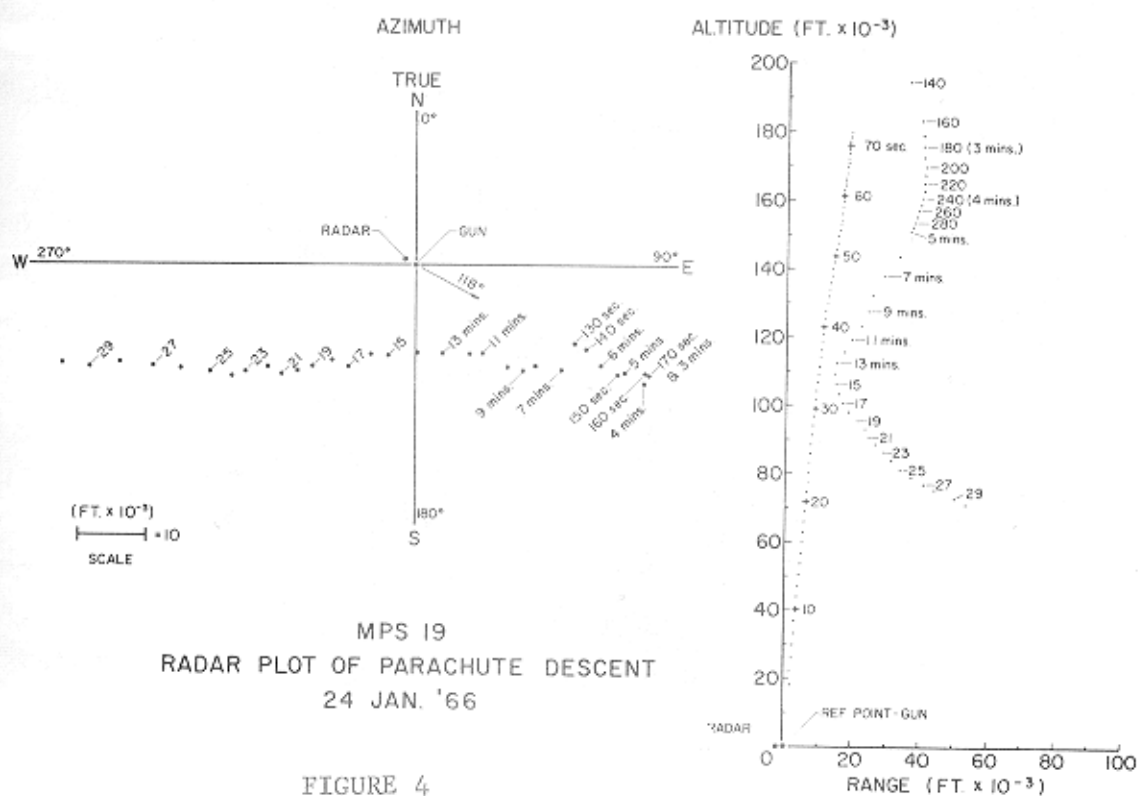 AZIMUTH
TRUE
N
0°
RADAR
GUN
W 270°
90° E
118°
130 sec.
140 sec.
13 mins.
11 mins.
6 mins.
5 mins
170 sec.
& 3 mins.
29
27
25
23
21
19
17
15
9 mins.
7 mins.
150 sec.
160 sec
4 mins.
180°
S
(FT. x 10⁻³)
= 10
SCALE
ALTITUDE (FT. x 10⁻³)
200
180
160
140
120
100
80
60
40
20
0
140
160
180 (3 mins.)
200
220
240 (4 mins.)
260
280
5 mins.
7 mins.
9 mins.
11 mins.
13 mins.
15
17
19
21
23
25
27
29
70 sec.
60
50
40
30
20
10
RADAR
REF POINT-GUN
20
40
60
80
100
RANGE (FT. x 10⁻³)
MPS 19
RADAR PLOT OF PARACHUTE DESCENT
24 JAN. '66
FIGURE 4